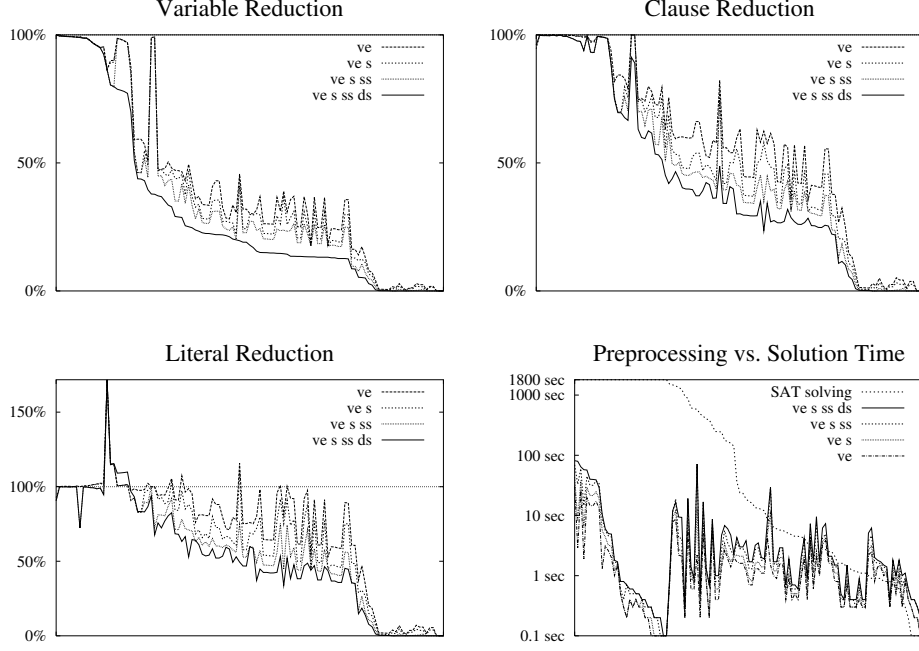 Variable Reduction
100%
50%
0%
ve
ve s
ve s ss
ve s ss ds
Clause Reduction
100%
50%
0%
ve
ve s
ve s ss
ve s ss ds
Literal Reduction
150%
100%
50%
0%
ve
ve s
ve s ss
ve s ss ds
Preprocessing vs. Solution Time
1800 sec
1000 sec
100 sec
10 sec
1 sec
0.1 sec
SAT solving
ve s ss ds
ve s ss
ve s
ve